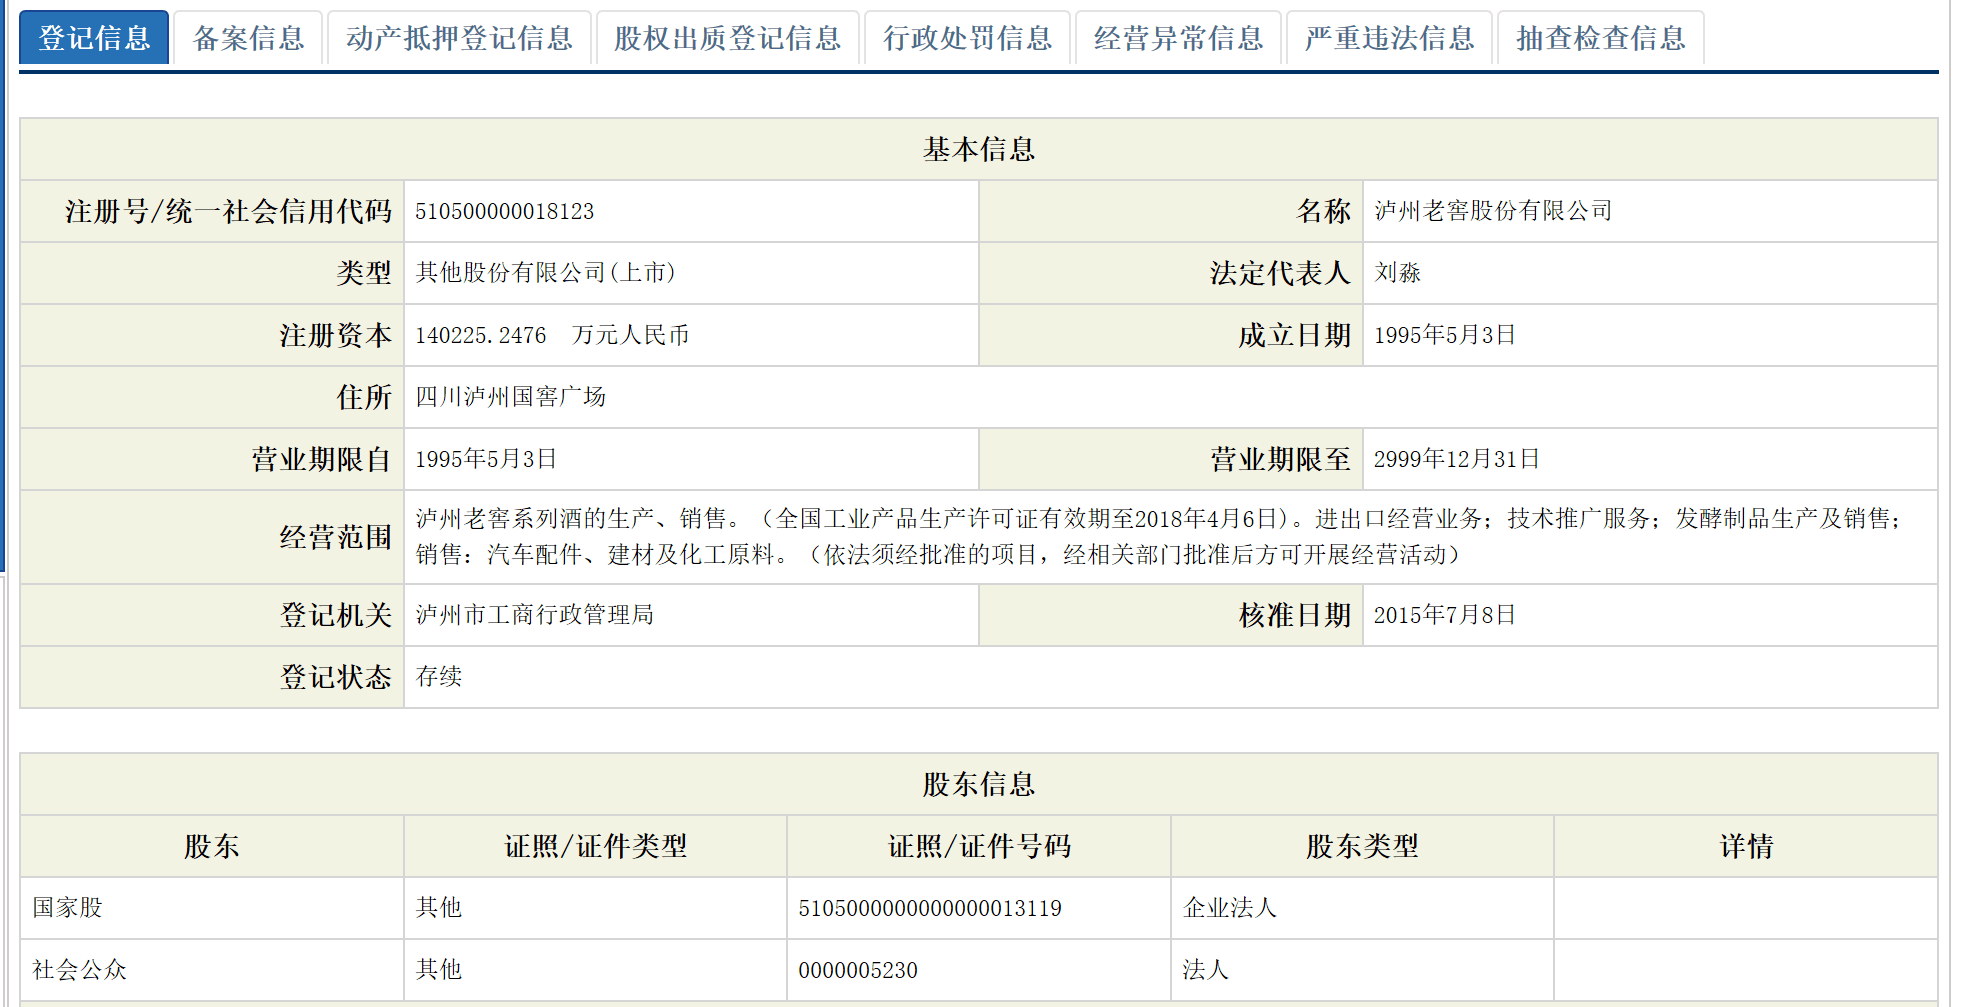 登记信息 备案信息 动产抵押登记信息 股权出质登记信息 行政处罚信息 经营异常信息 严重违法信息 抽查检查信息
基本信息
注册号/统一社会信用代码 510500000018123 名称 泸州老窖股份有限公司
类型 其他股份有限公司(上市) 法定代表人 刘淼
注册资本 140225.2476 万元人民币 成立日期 1995年5月3日
住所 四川泸州国窖广场
营业期限自 1995年5月3日 营业期限至 2999年12月31日
经营范围 泸州老窖系列酒的生产、销售。（全国工业产品生产许可证有效期至2018年4月6日)。进出口经营业务；技术推广服务；发酵制品生产及销售；
销售：汽车配件、建材及化工原料。（依法须经批准的项目，经相关部门批准后方可开展经营活动）
登记机关 泸州市工商行政管理局 核准日期 2015年7月8日
登记状态 存续
股东信息
股东 证照/证件类型 证照/证件号码 股东类型 详情
国家股 其他 5105000000000000013119 企业法人
社会公众 其他 0000005230 法人